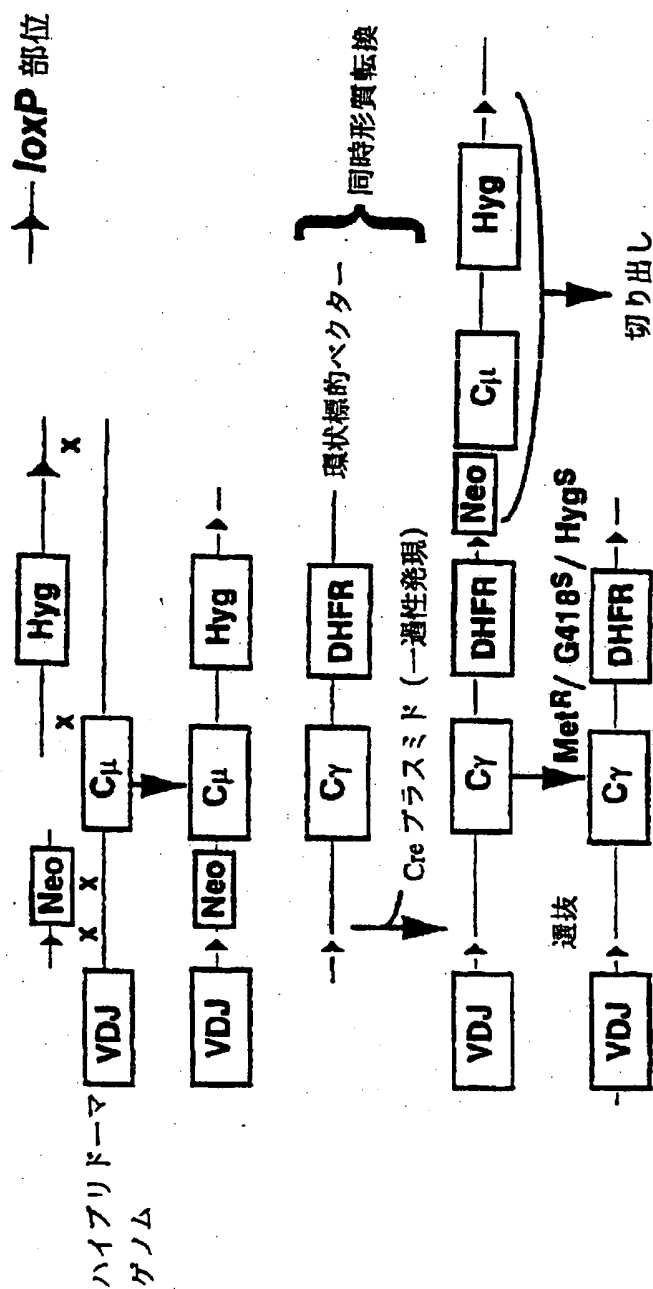 loxP 部位
Neo
Hyg
x x
x
x
ハイブリドーマ
ゲノム
VDJ
Cμ
VDJ
Neo
Cμ
Hyg
Cγ
DHFR
環状標的ベクター
同時形質転換
Cre プラスミド (一過性発現)
VDJ
Cγ
DHFR
Neo
Cμ
Hyg
選抜
MetR/ G418S/ HygS
切り出し
VDJ
Cγ
DHFR